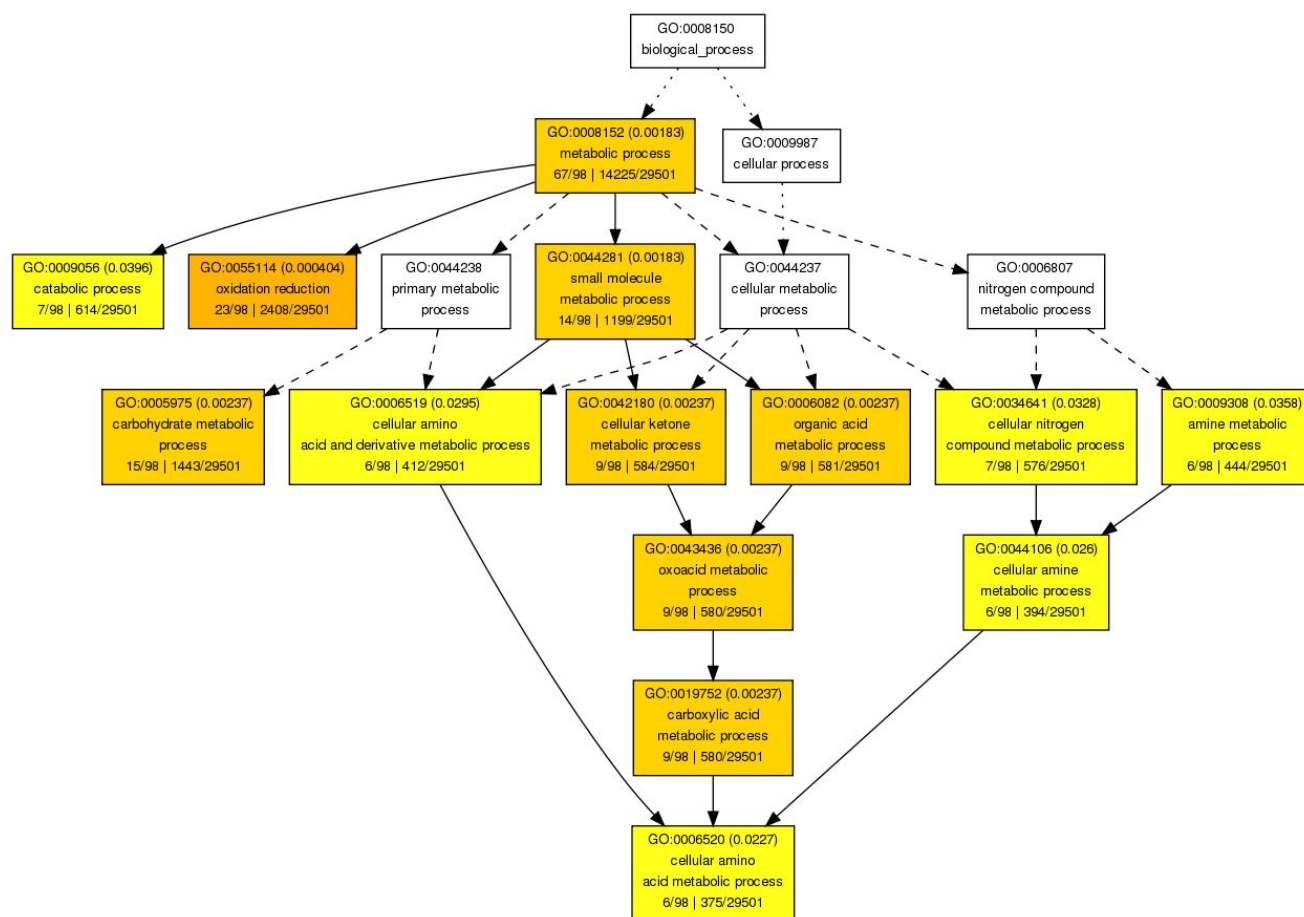 GO:0008150
biological_process
GO:0008152 (0.00183)
metabolic process
67/98 | 14225/29501
GO:0009987
cellular process
GO:0009056 (0.0396)
catabolic process
7/98 | 614/29501
GO:0055114 (0.000404)
oxidation reduction
23/98 | 2408/29501
GO:0044238
primary metabolic
process
GO:0044281 (0.00183)
small molecule
metabolic process
14/98 | 1199/29501
GO:0044237
cellular metabolic
process
GO:0006807
nitrogen compound
metabolic process
GO:0005975 (0.00237)
carbohydrate metabolic
process
15/98 | 1443/29501
GO:0006519 (0.0295)
cellular amino
acid and derivative metabolic process
6/98 | 412/29501
GO:0042180 (0.00237)
cellular ketone
metabolic process
9/98 | 584/29501
GO:0006082 (0.00237)
organic acid
metabolic process
9/98 | 581/29501
GO:0034641 (0.0328)
cellular nitrogen
compound metabolic process
7/98 | 576/29501
GO:0009308 (0.0358)
amine metabolic
process
6/98 | 444/29501
GO:0043436 (0.00237)
oxoacid metabolic
process
9/98 | 580/29501
GO:0044106 (0.026)
cellular amine
metabolic process
6/98 | 394/29501
GO:0019752 (0.00237)
carboxylic acid
metabolic process
9/98 | 580/29501
GO:0006520 (0.0227)
cellular amino
acid metabolic process
6/98 | 375/29501